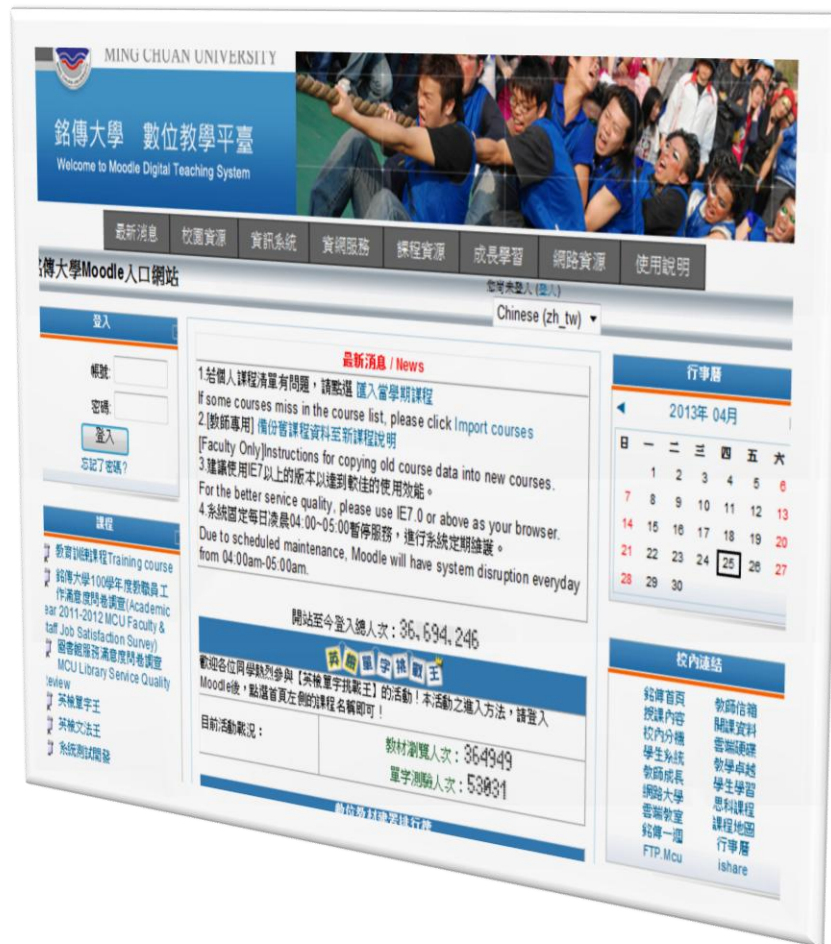 MING CHUAN UNIVERSITY
銘傳大學 數位教學平臺
Welcome to Moodle Digital Teaching System
最新消息 校園資源 資訊系統 資網服務 課程資源 成長學習 網路資源 使用說明
傳大學Moodle入口網站
您尚未登入 (登入)
Chinese (zh_tw)
登入
帳號:
密碼:
登入
忘記了密碼?
課程
教育訓練課程Training course
銘傳大學100學年度教職員工
作滿意度問卷調查(Academic
ear 2011-2012 MCU Faculty &
taff Job Satisfaction Survey)
圖書館服務滿意度問卷調查
MCU Library Service Quality
eview
英檢單字王
英檢文法王
系統測試開發
最新消息 / News
1.若個人課程清單有問題,請點選 匯入當學期課程
If some courses miss in the course list, please click Import courses
2.[教師專用] 備份舊課程資料至新課程說明
[Faculty Only]Instructions for copying old course data into new courses.
3.建議使用IE7以上的版本以達到較佳的使用效能。
For the better service quality, please use IE7.0 or above as your browser.
4.系統固定每日凌晨04:00~05:00暫停服務,進行系統定期維護。
Due to scheduled maintenance, Moodle will have system disruption everyday
from 04:00am-05:00am.
開站至今登入總人次:36,694,246
英檢單字挑戰王
歡迎各位同學熱烈參與【英檢單字挑戰王】的活動!本活動之進入方法,請登入
Moodle後,點選首頁左側的課程名稱即可!
目前活動戰況:
教材瀏覽人次:364949
單字測驗人次:53031
行事曆
2013年 04月
日 一 二 三 四 五 六
1 2 3 4 5 6
7 8 9 10 11 12 13
14 15 16 17 18 19 20
21 22 23 24 25 26 27
28 29 30
校內連結
銘傳首頁 教師信箱
授課內容 開課資料
校內分機 雲端硬碟
學生系統 教學卓越
教師成長 學生學習
網路大學 思科課程
雲端教室 課程地圖
銘傳一週 行事曆
FTP.Mcu ishare